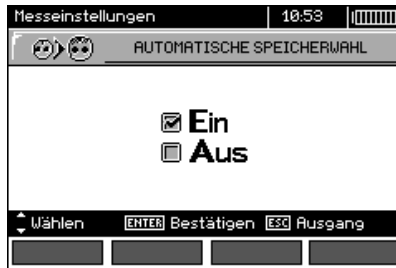 Messeinstellungen 10:53
AUTOMATISCHE SPEICHERWAHL
Ein
Aus
Wählen ENTER Bestätigen ESC Ausgang